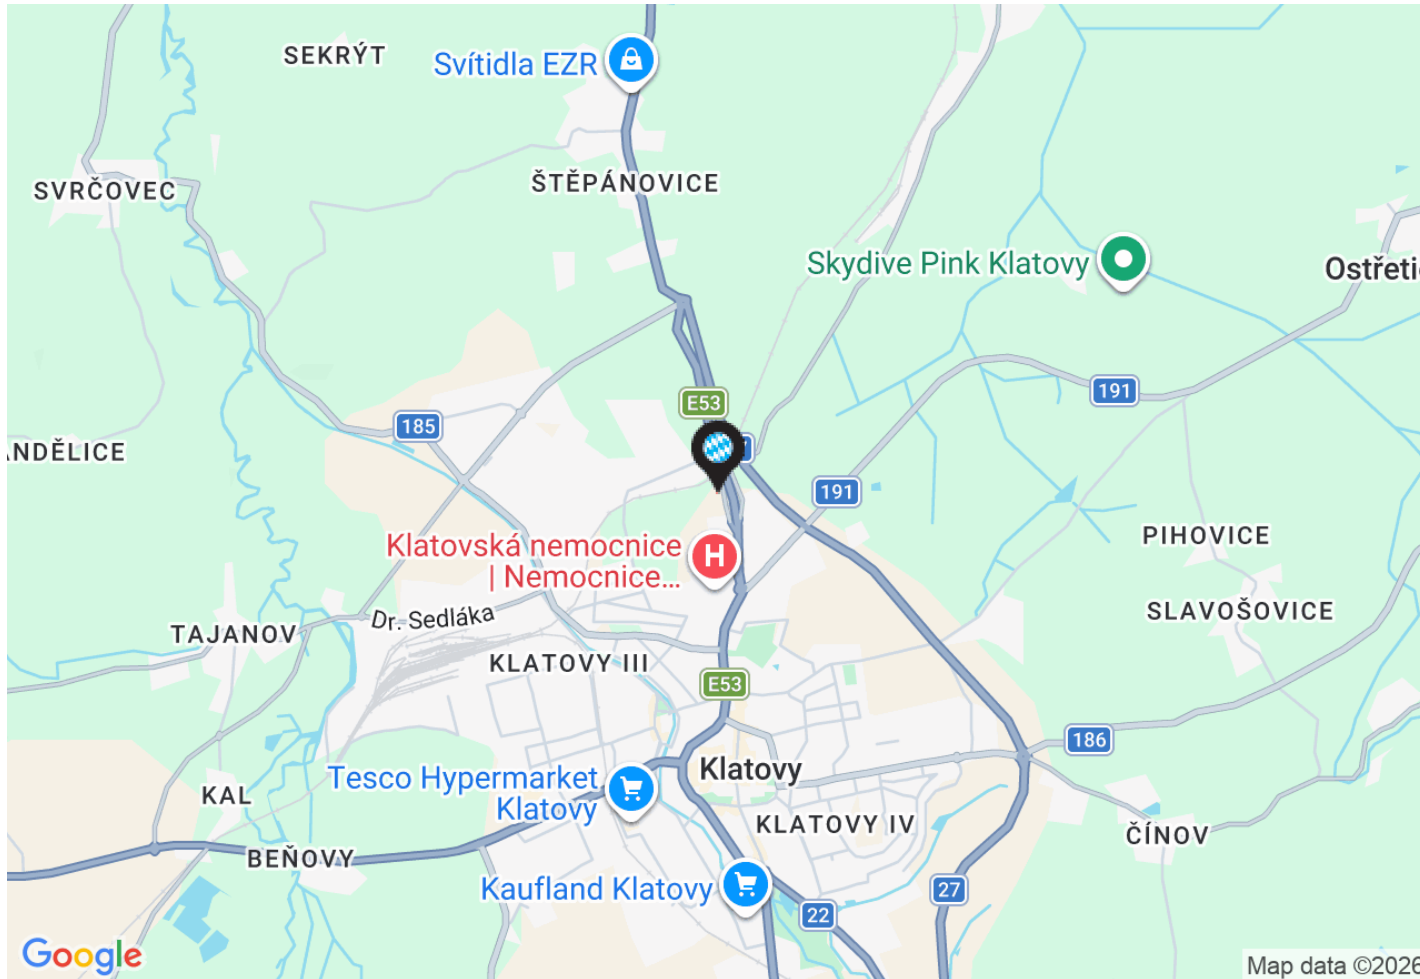 SEKRÝT
Svítidla EZR
SVRČOVEC
ŠTĚPÁNOVICE
Skydive Pink Klatovy
Ostřetic
191
E53
185
ANDĚLICE
191
Klatovská nemocnice
| Nemocnice...
PIHOVICE
Dr. Sedláka
SLAVOŠOVICE
TAJANOV
KLATOVY III
E53
186
Klatovy
Tesco Hypermarket
Klatovy
KAL
KLATOVY IV
ČÍNOV
BEŇOVY
Kaufland Klatovy
27
22
Google
Map data ©2026